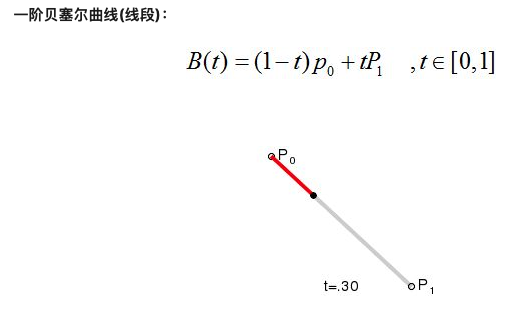 一阶贝塞尔曲线(线段)：
B(t) = (1−t)p₀ + tP₁ , t ∈ [0,1]
P₀
t=.30
P₁